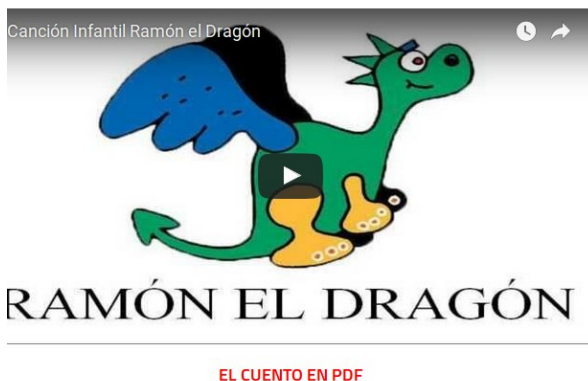 Canción Infantil Ramón el Dragón
RAMÓN EL DRAGÓN
EL CUENTO EN PDF